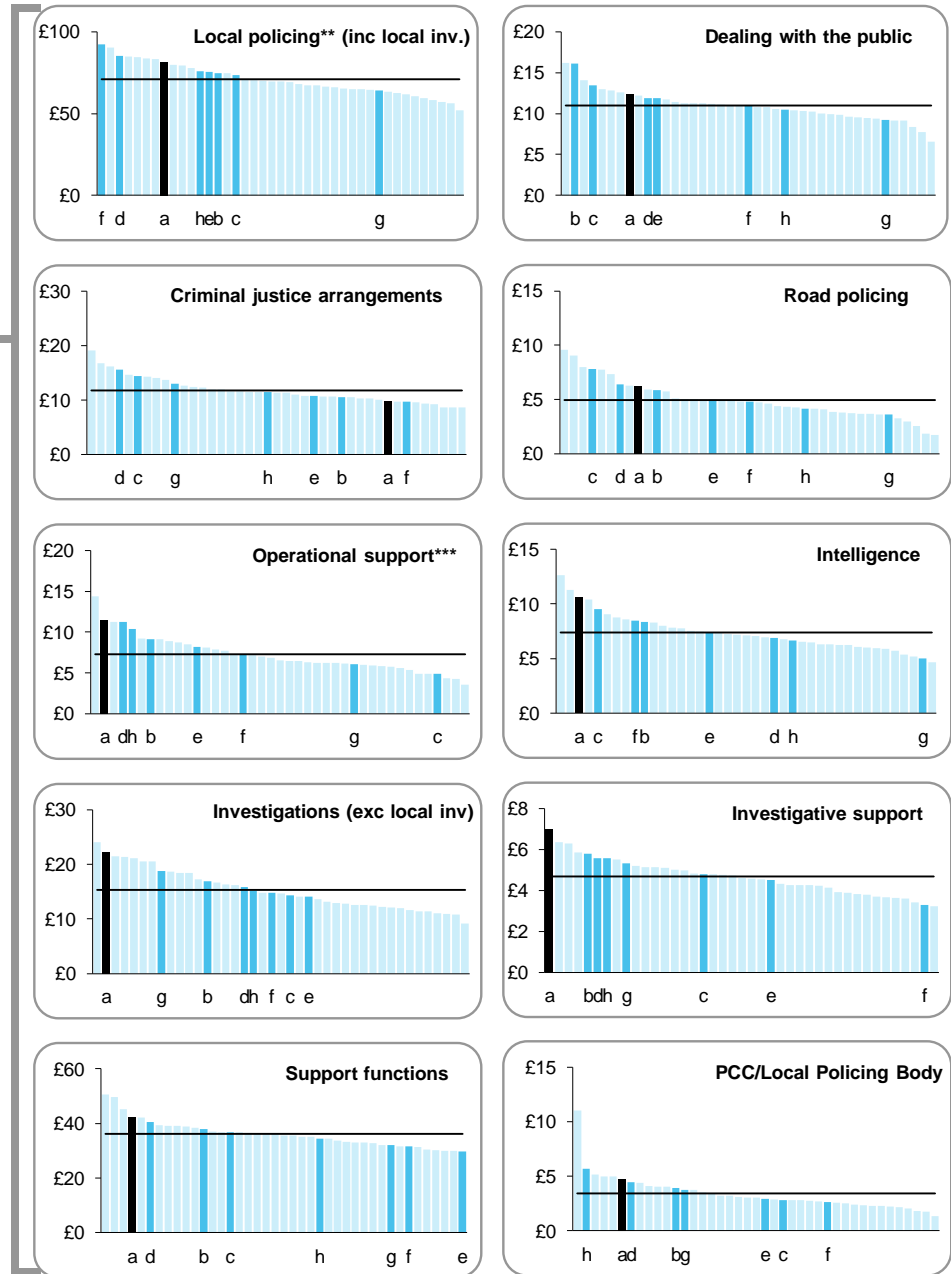 Local policing** (inc local inv.)
£100
£50
£0
f d a heb c g
Dealing with the public
£20
£15
£10
£5
£0
b c a de f h g
Criminal justice arrangements
£30
£20
£10
£0
d c g h e b a f
Road policing
£15
£10
£5
£0
c d a b e f h g
Operational support***
£20
£15
£10
£5
£0
a dh b e f g c
Intelligence
£15
£10
£5
£0
a c fb e d h g
Investigations (exc local inv)
£30
£20
£10
£0
a g b dh f c e
Investigative support
£8
£6
£4
£2
£0
a bdh g c e f
Support functions
£60
£40
£20
£0
a d b c h g f e
PCC/Local Policing Body
£15
£10
£5
£0
h ad bg e c f